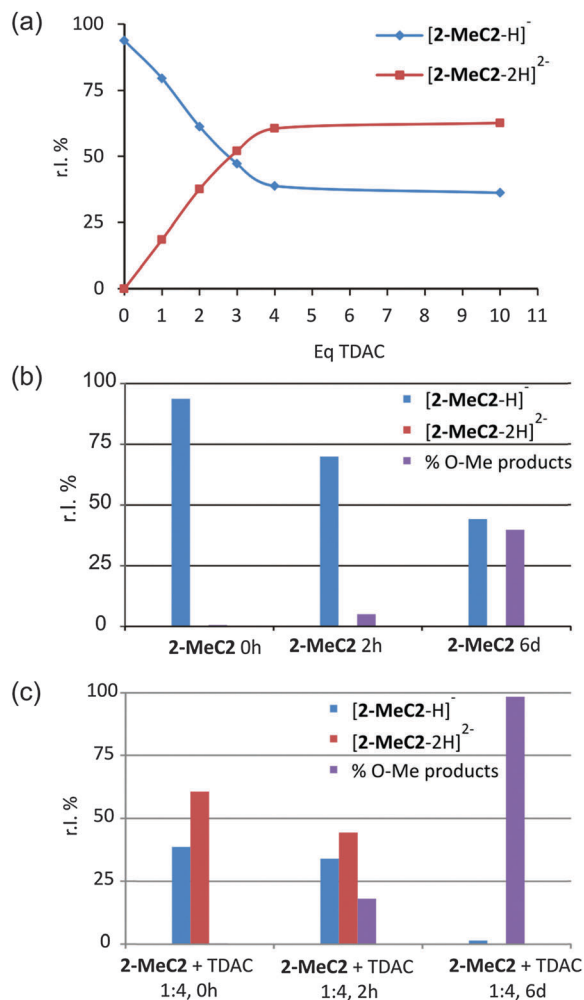 (a)
100
75
50
25
0
r.I. %
[2-MeC2-H]⁻
[2-MeC2-2H]²⁻
0 1 2 3 4 5 6 7 8 9 10 11
Eq TDAC
(b)
100
75
50
25
0
r.I. %
[2-MeC2-H]⁻
[2-MeC2-2H]²⁻
% O-Me products
2-MeC2 0h 2-MeC2 2h 2-MeC2 6d
(c)
100
75
50
25
0
r.I. %
[2-MeC2-H]⁻
[2-MeC2-2H]²⁻
% O-Me products
2-MeC2 + TDAC 2-MeC2 + TDAC 2-MeC2 + TDAC
1:4, 0h 1:4, 2h 1:4, 6d